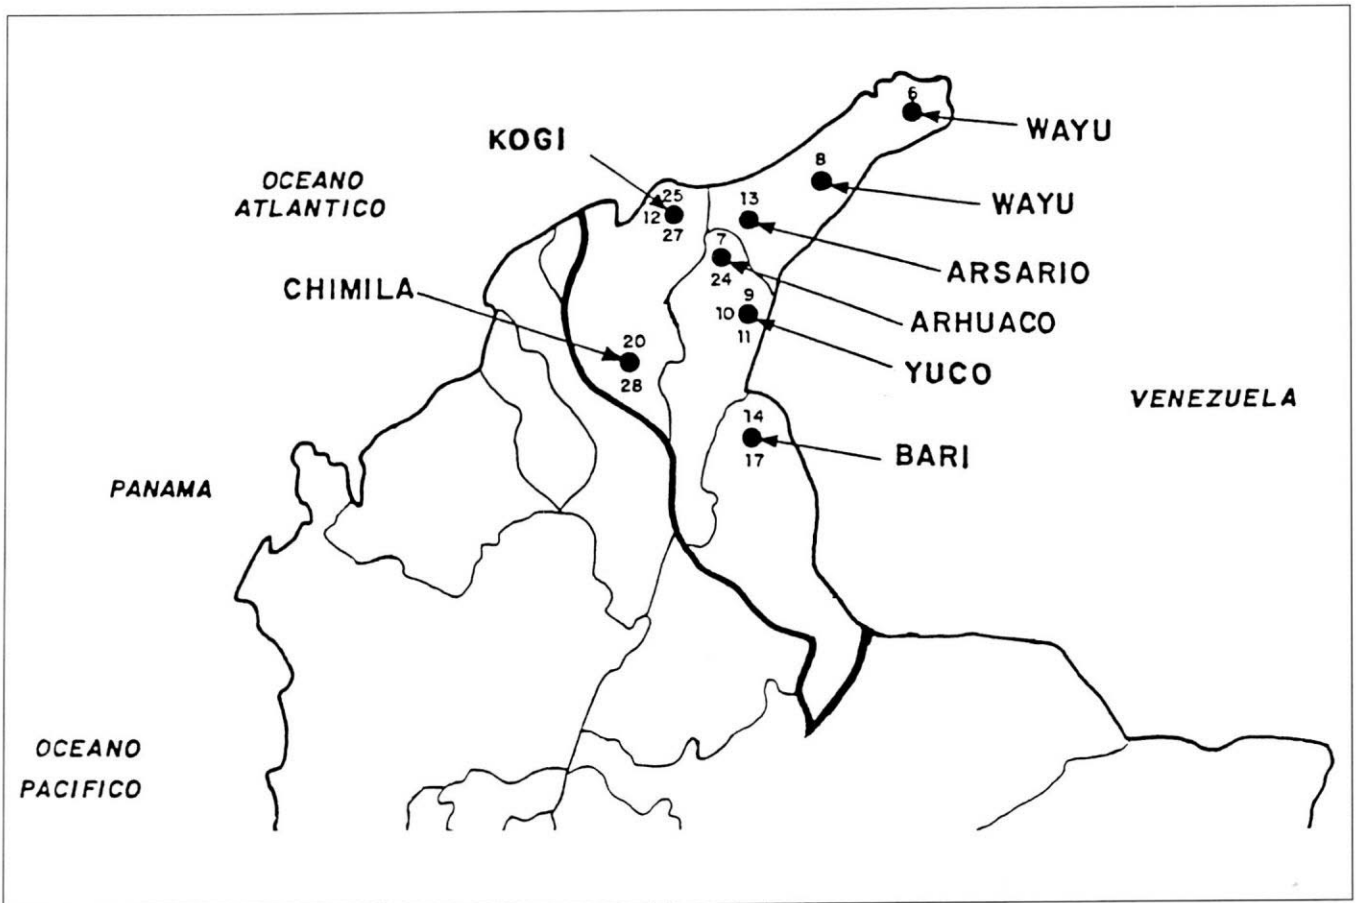 6
WAYU
KOGI
8
OCEANO
ATLANTICO
25
12
27
13
WAYU
7
24
ARSARIO
CHIMILA
9
10
11
ARHUACO
20
28
YUCO
VENEZUELA
14
17
BARI
PANAMA
OCEANO
PACIFICO